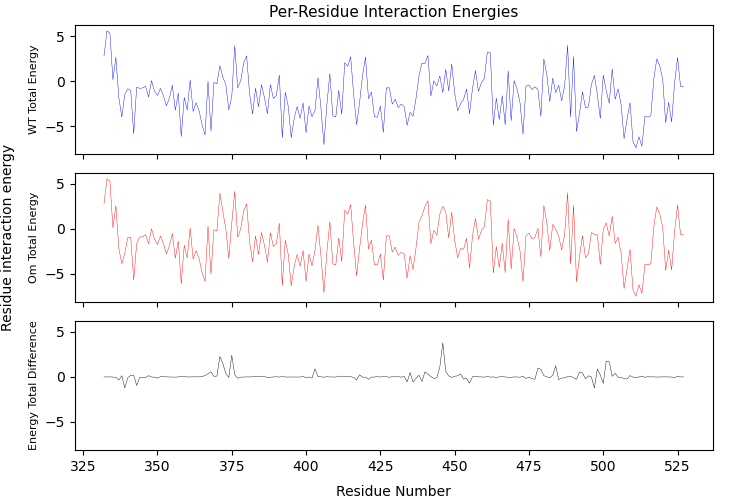 Per-Residue Interaction Energies
Residue interaction energy
WT Total Energy
5
0
−5
Om Total Energy
5
0
−5
Energy Total Difference
5
0
−5
325 350 375 400 425 450 475 500 525
Residue Number